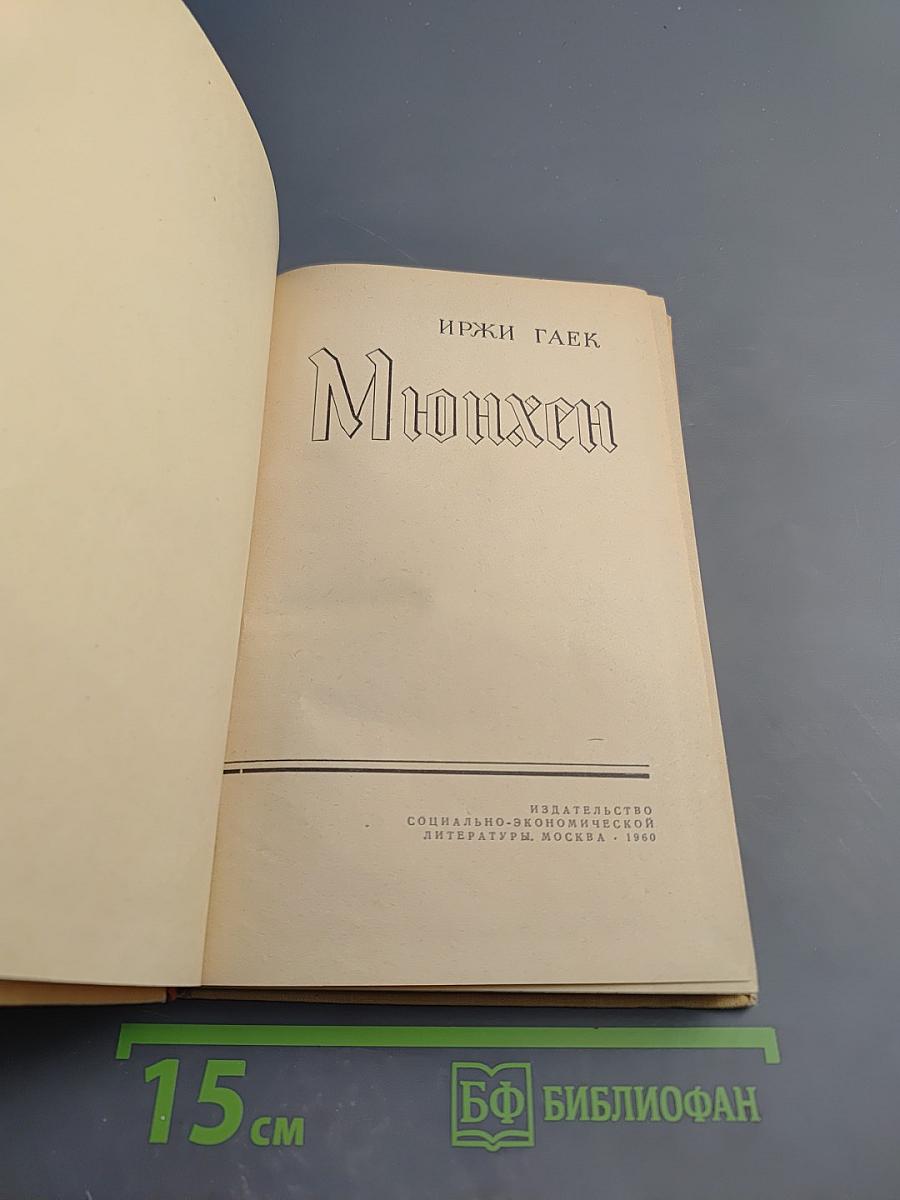 ИРЖИ ГАЕК
Мюнхен
ИЗДАТЕЛЬСТВО
СОЦИАЛЬНО-ЭКОНОМИЧЕСКОЙ
ЛИТЕРАТУРЫ. МОСКВА · 1960
15 см
БФ БИБЛИОФАН